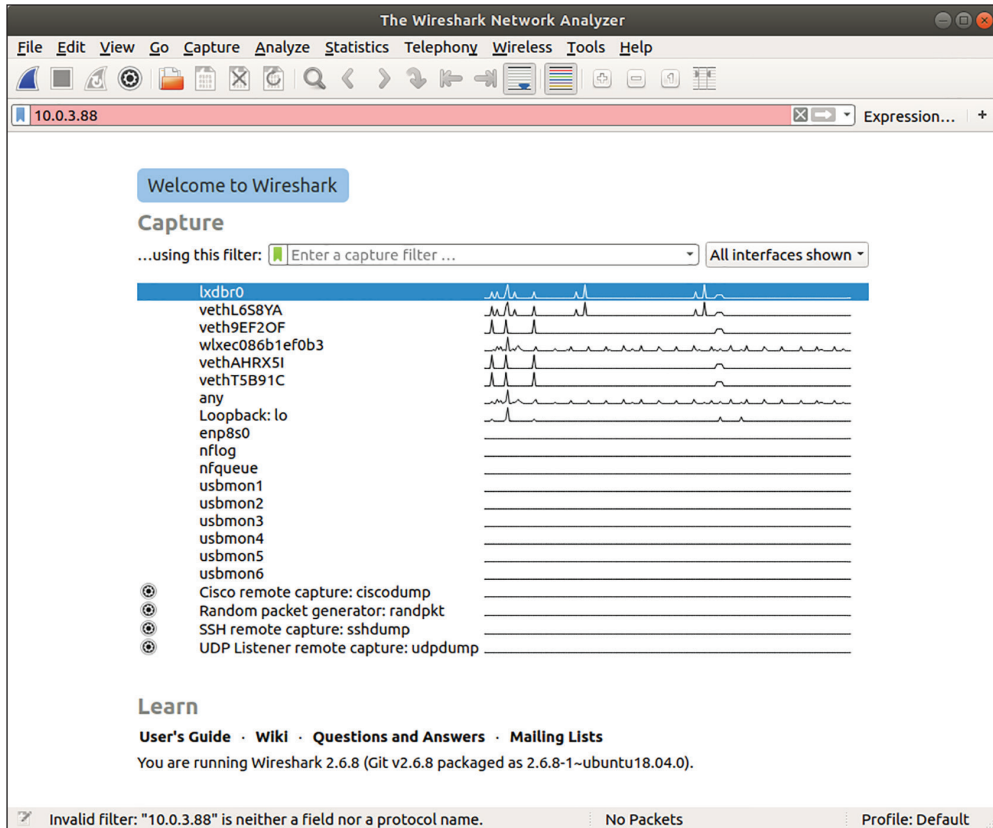 The Wireshark Network Analyzer
File Edit View Go Capture Analyze Statistics Telephony Wireless Tools Help
10.0.3.88 Expression... +
Welcome to Wireshark
Capture
...using this filter: Enter a capture filter ... All interfaces shown
lxdbr0
vethL6S8YA
veth9EF2OF
wlxec086b1ef0b3
vethAHRX5I
vethT5B91C
any
Loopback: lo
enp8s0
nflog
nfqueue
usbmon1
usbmon2
usbmon3
usbmon4
usbmon5
usbmon6
Cisco remote capture: ciscodump
Random packet generator: randpkt
SSH remote capture: sshdump
UDP Listener remote capture: udpdump
Learn
User's Guide · Wiki · Questions and Answers · Mailing Lists
You are running Wireshark 2.6.8 (Git v2.6.8 packaged as 2.6.8-1~ubuntu18.04.0).
Invalid filter: "10.0.3.88" is neither a field nor a protocol name. No Packets Profile: Default